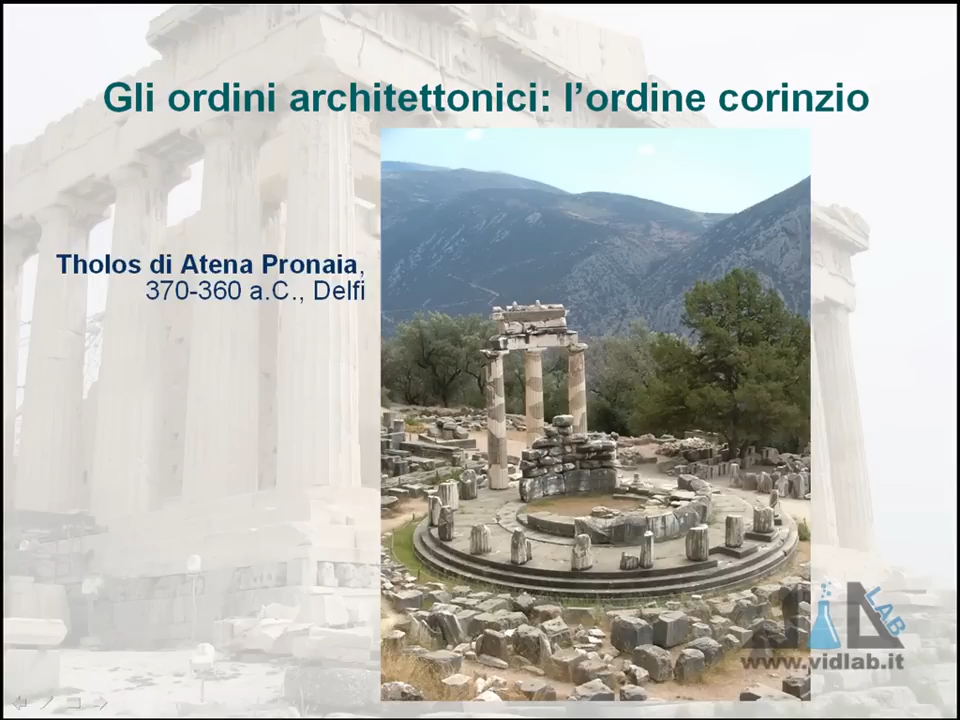 Gli ordini architettonici: l’ordine corinzio
Tholos di Atena Pronaia,
370-360 a.C., Delfi
LAB
www.vidlab.it